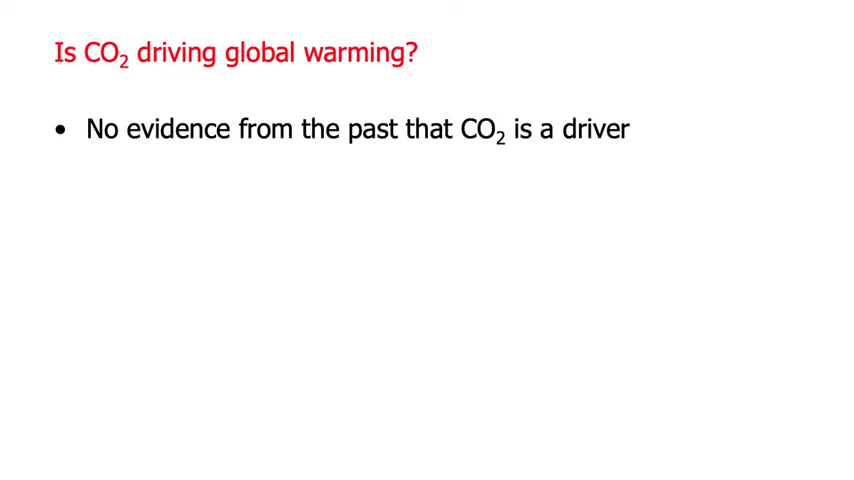 Is CO₂ driving global warming?
• No evidence from the past that CO₂ is a driver